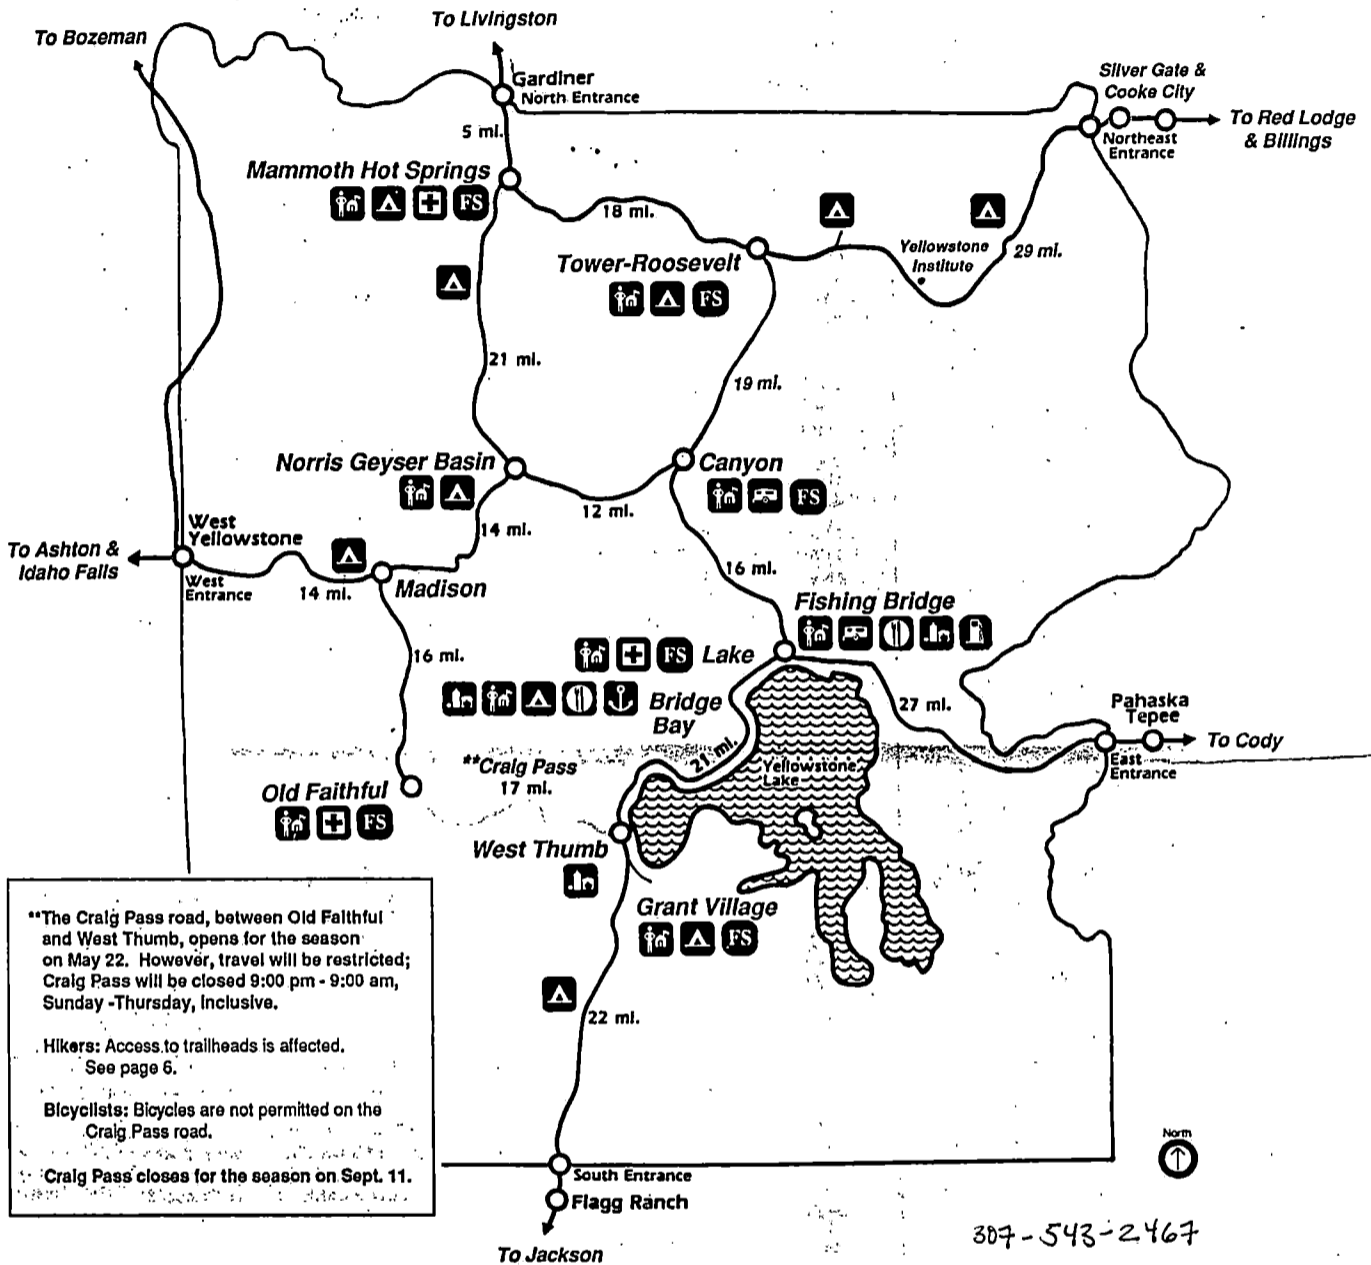 To Livingston
To Bozeman
Gardiner
North Entrance
Silver Gate &
Cooke City
To Red Lodge
& Billings
Northeast
Entrance
5 mi.
Mammoth Hot Springs
FS
18 mi.
Tower-Roosevelt
FS
Yellowstone
Institute
29 mi.
21 mi.
19 mi.
Norris Geyser Basin
Canyon
FS
12 mi.
14 mi.
West
Yellowstone
To Ashton &
Idaho Falls
West
Entrance
14 mi.
Madison
16 mi.
Fishing Bridge
16 mi.
FS Lake
Bridge
Bay
27 mi.
Pahaska
Tepee
To Cody
East
Entrance
21 mi.
Yellowstone
Lake
**Craig Pass
17 mi.
Old Faithful
FS
West Thumb
Grant Village
FS
22 mi.
**The Craig Pass road, between Old Faithful
and West Thumb, opens for the season
on May 22. However, travel will be restricted;
Craig Pass will be closed 9:00 pm - 9:00 am,
Sunday -Thursday, inclusive.
Hikers: Access to trailheads is affected.
See page 6.
Bicyclists: Bicycles are not permitted on the
Craig Pass road.
Craig Pass closes for the season on Sept. 11.
South Entrance
Flagg Ranch
To Jackson
North
307-543-2467